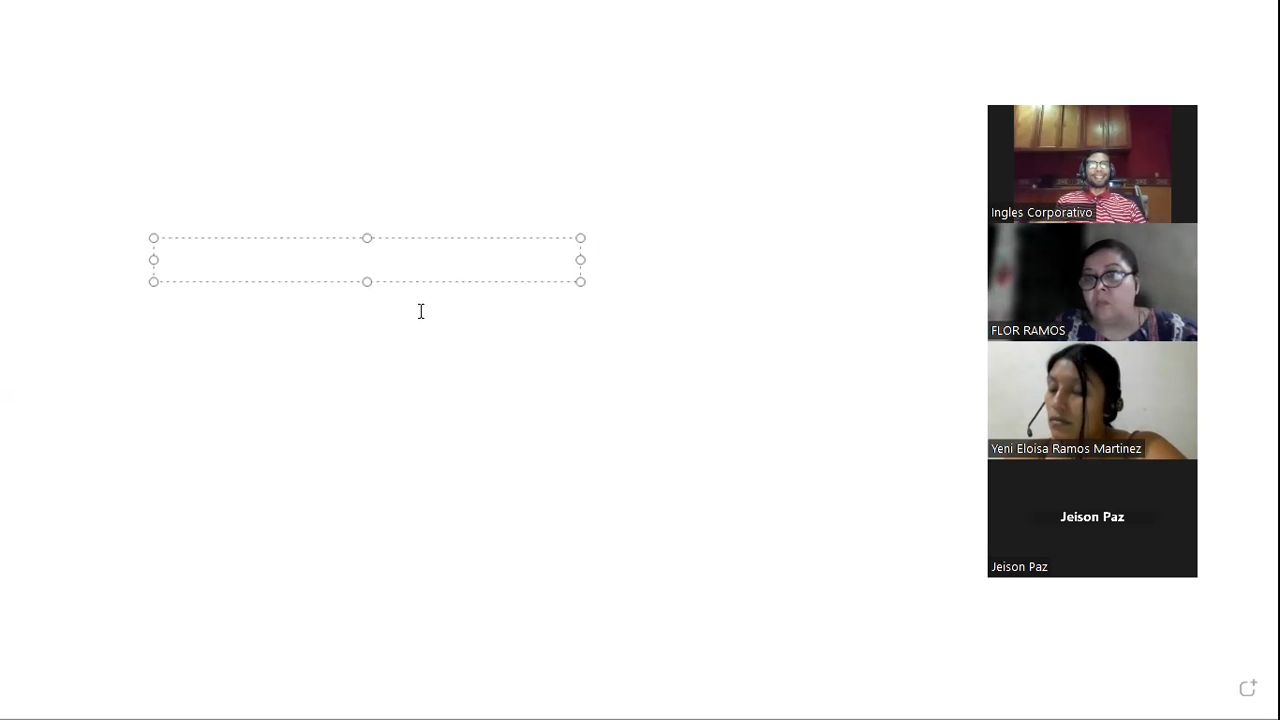 Ingles Corporativo
FLOR RAMOS
Yeni Eloisa Ramos Martinez
Jeison Paz
Jeison Paz